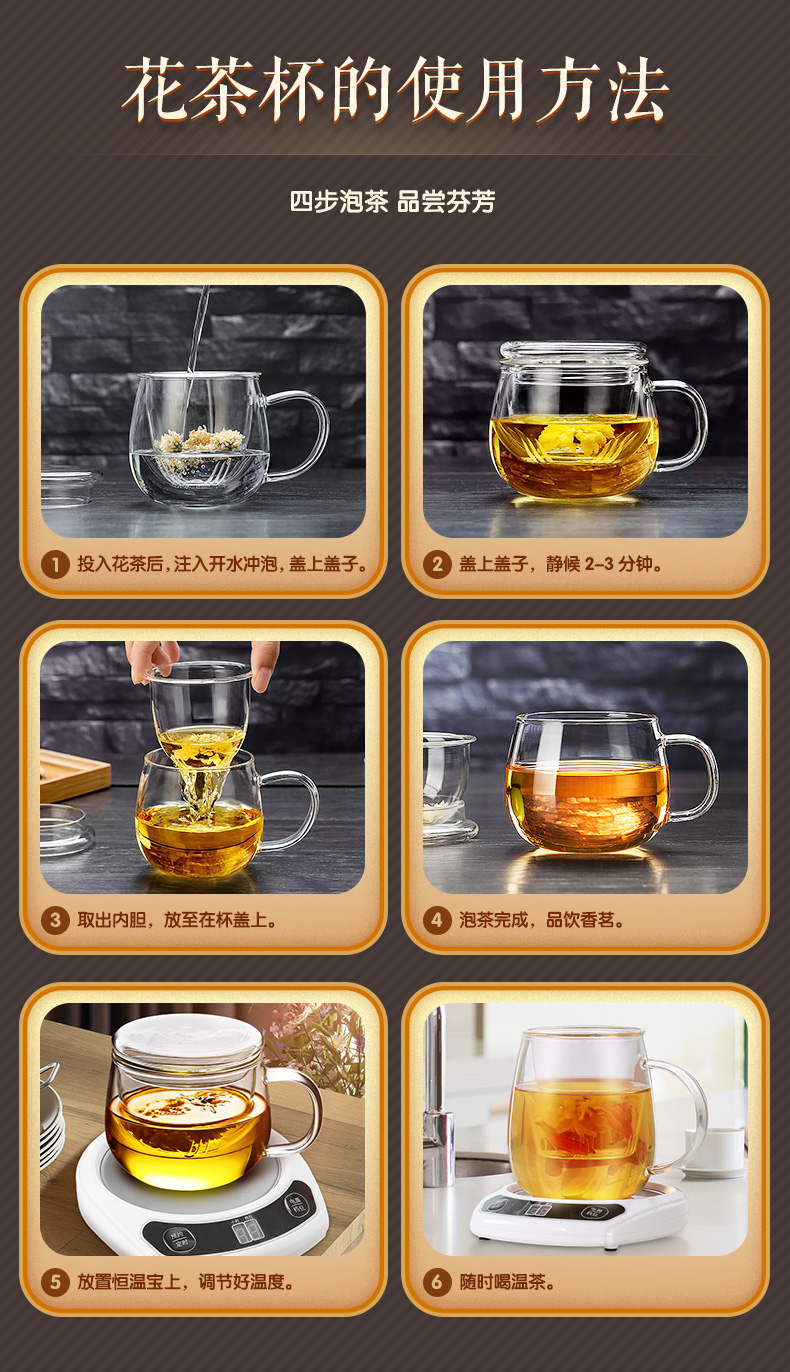 花茶杯的使用方法
四步泡茶 品尝芬芳
1 投入花茶后,注入开水冲泡,盖上盖子。
2 盖上盖子，静候 2-3 分钟。
3 取出内胆，放至在杯盖上。
4 泡茶完成，品饮香茗。
预约
定时
5 放置恒温宝上，调节好温度。
6 随时喝温茶。